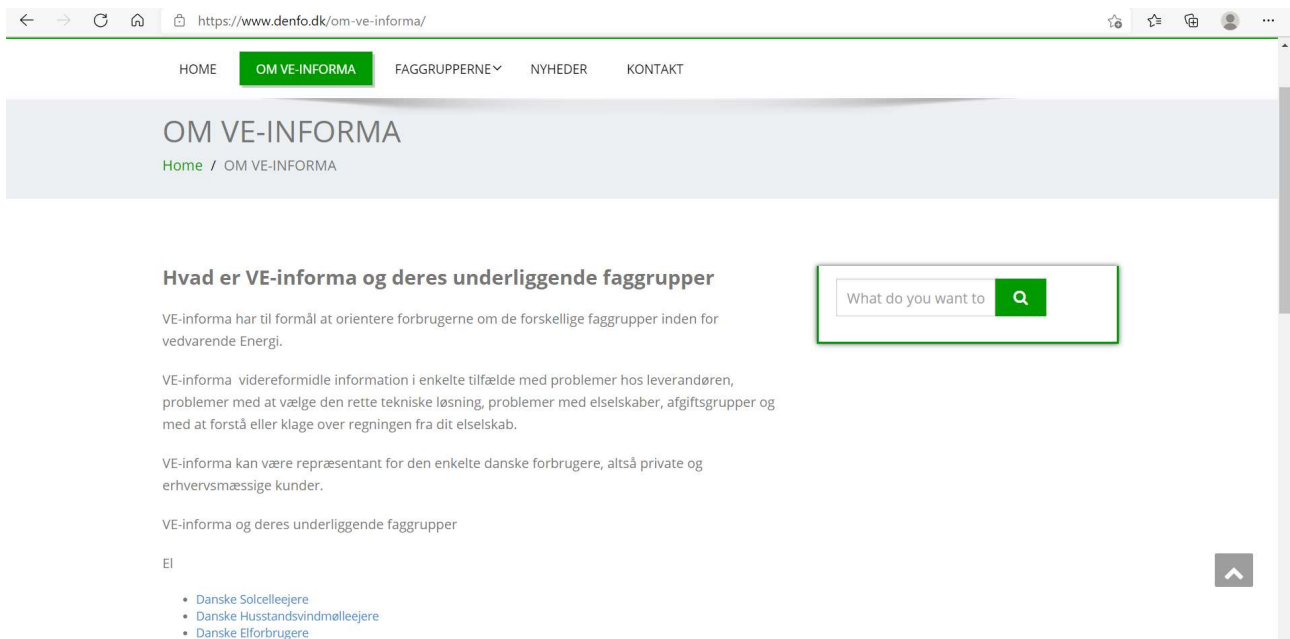 https://www.denfo.dk/om-ve-informa/
HOME OM VE-INFORMA FAGGRUPPERNE NYHEDER KONTAKT
OM VE-INFORMA
Home / OM VE-INFORMA
Hvad er VE-informa og deres underliggende faggrupper
What do you want to
VE-informa har til formål at orientere forbrugerne om de forskellige faggrupper inden for
vedvarende Energi.
VE-informa videreformidle information i enkelte tilfælde med problemer hos leverandøren,
problemer med at vælge den rette tekniske løsning, problemer med elselskaber, afgiftsgrupper og
med at forstå eller klage over regningen fra dit elselskab.
VE-informa kan være repræsentant for den enkelte danske forbrugere, altså private og
erhvervsmæssige kunder.
VE-informa og deres underliggende faggrupper
El
• Danske Solcelleejere
• Danske Husstandsvindmølleejere
• Danske Elforbrugere